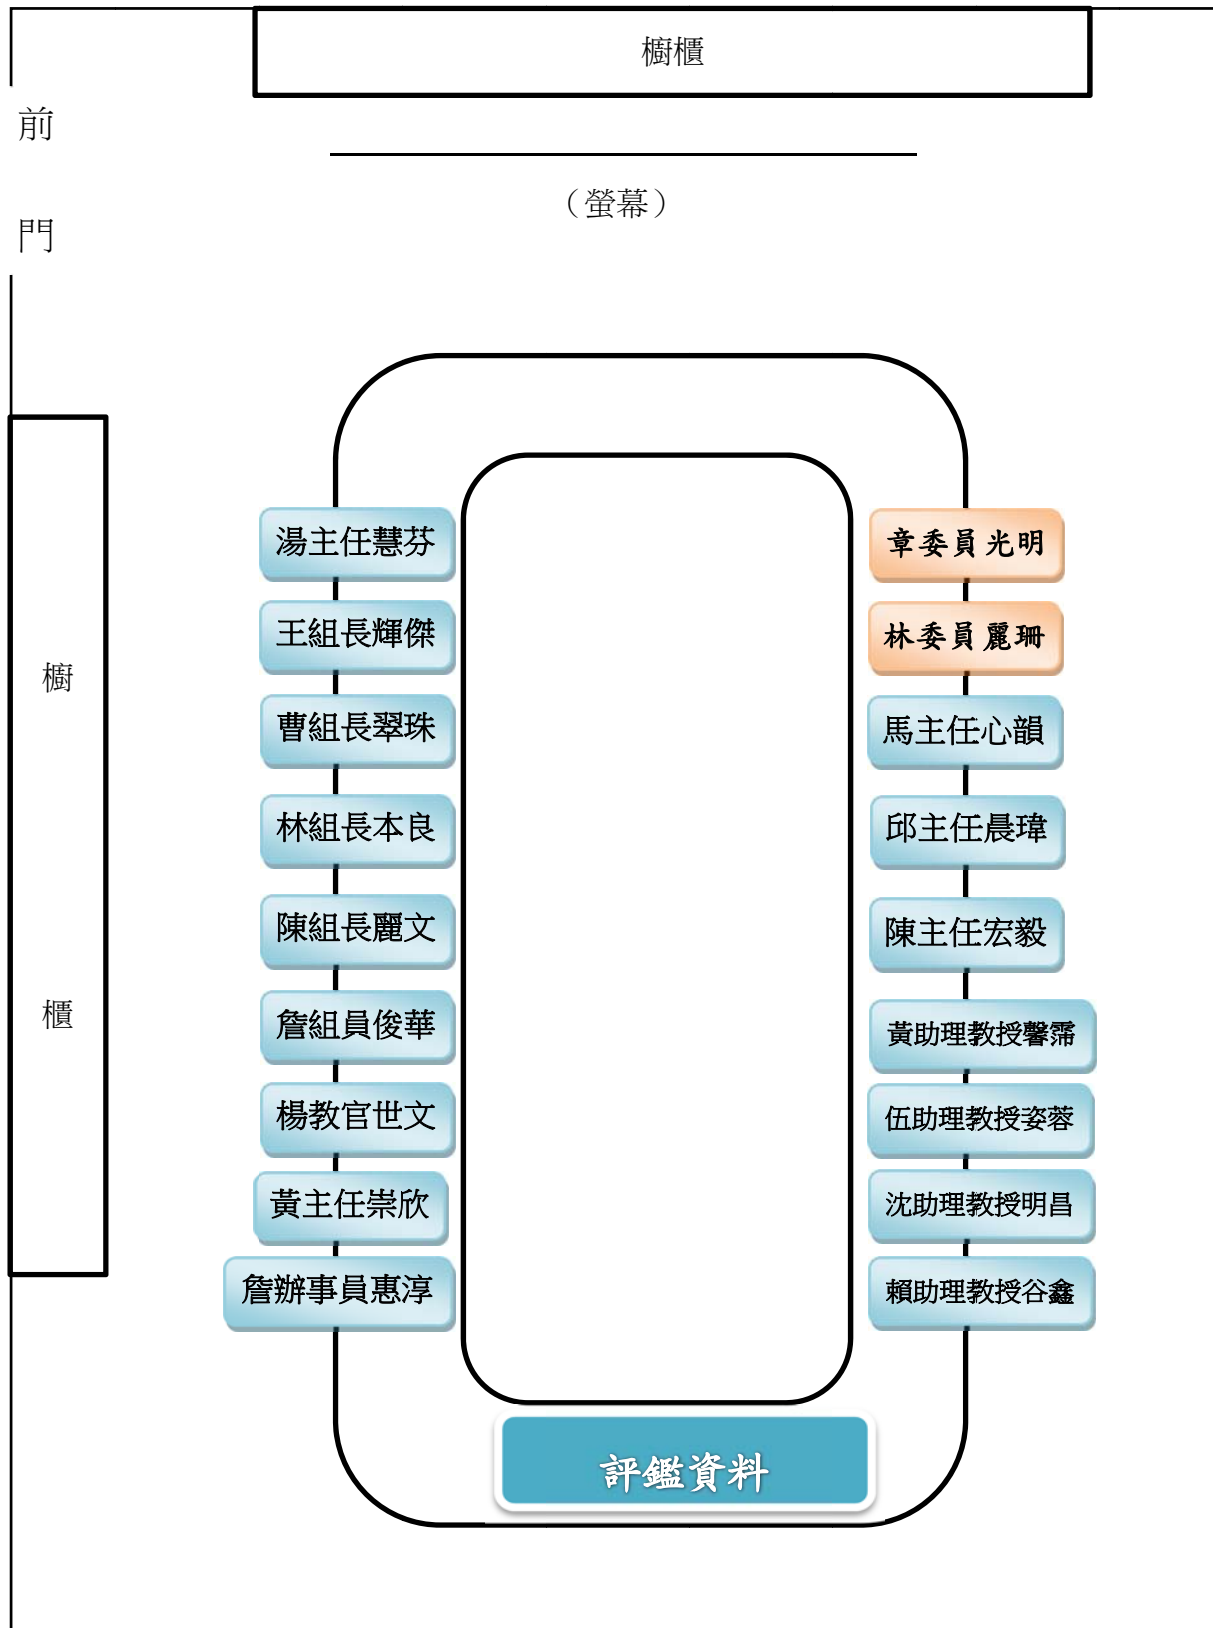 櫥櫃
前
門
（螢幕）
櫥
櫃
湯主任慧芬
王組長輝傑
曹組長翠珠
林組長本良
陳組長麗文
詹組員俊華
楊教官世文
黃主任崇欣
詹辦事員惠淳
章委員光明
林委員麗珊
馬主任心韻
邱主任晨瑋
陳主任宏毅
黃助理教授馨霈
伍助理教授姿蓉
沈助理教授明昌
賴助理教授谷鑫
評鑑資料